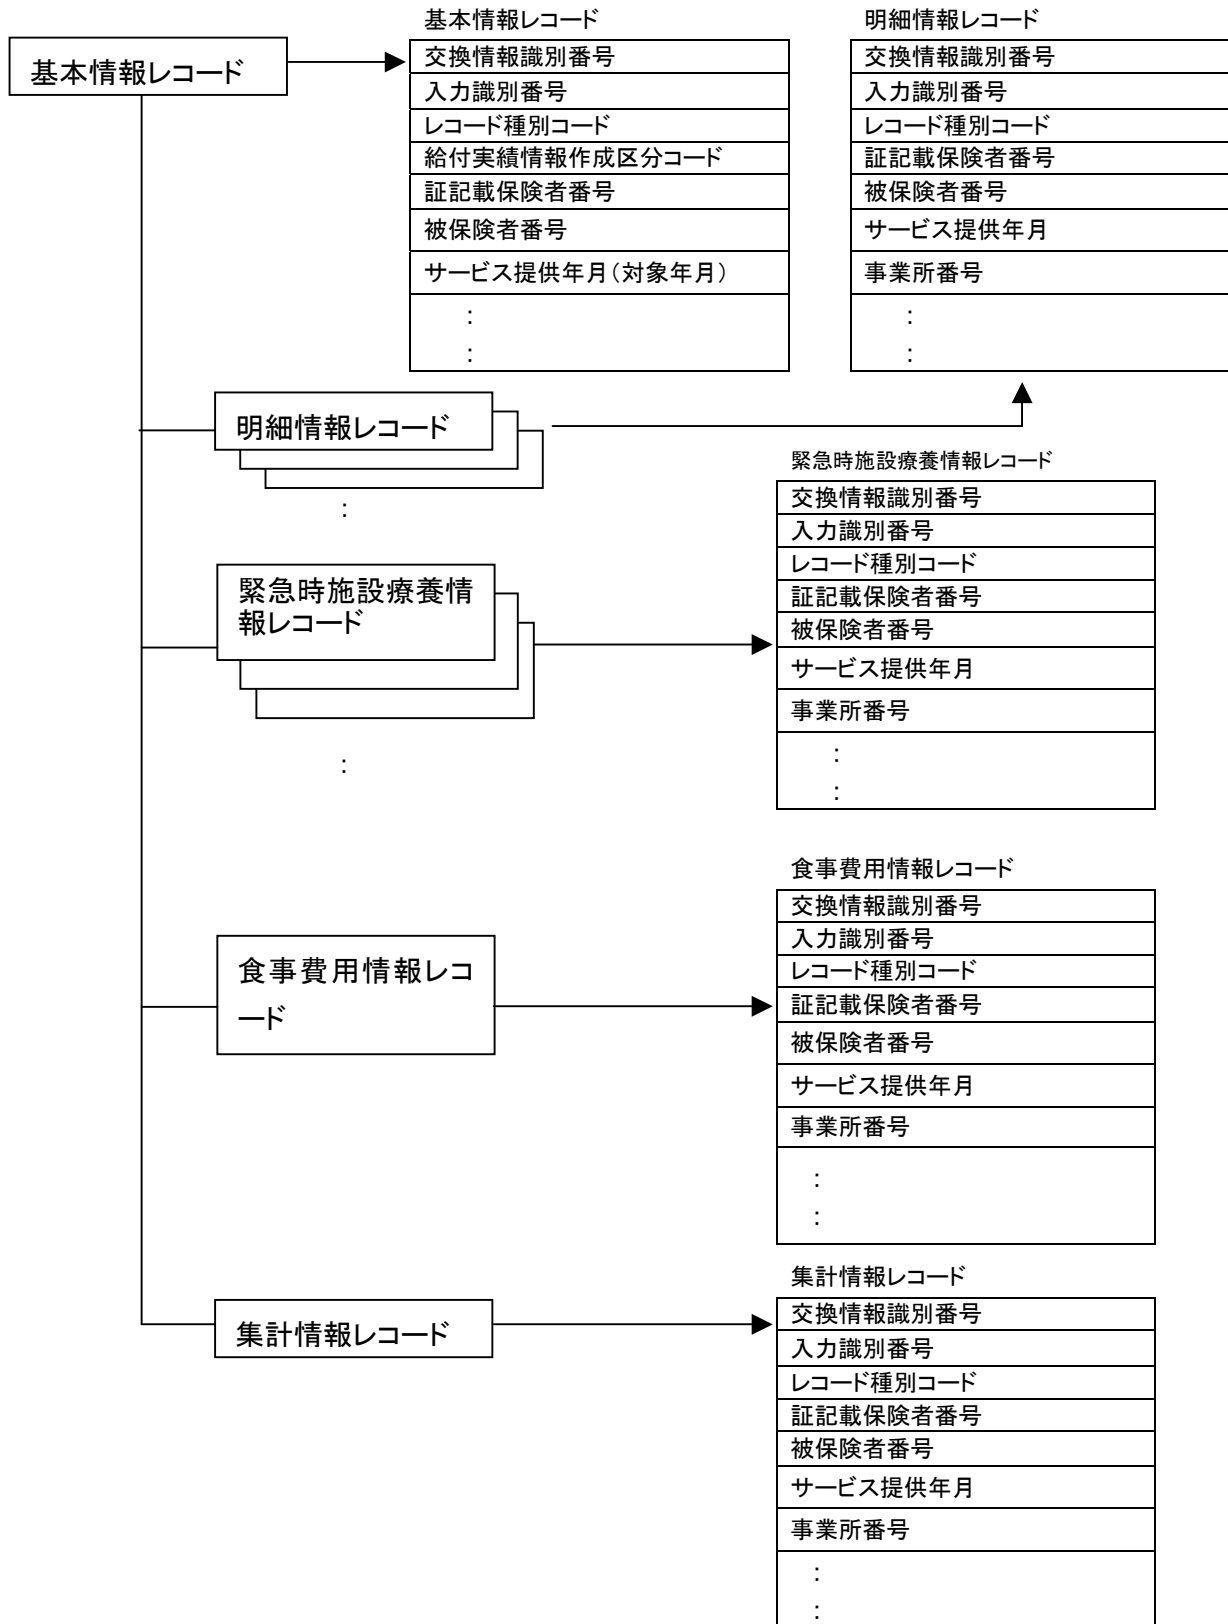 基本情報レコード
基本情報レコード
交換情報識別番号
入力識別番号
レコード種別コード
給付実績情報作成区分コード
証記載保険者番号
被保険者番号
サービス提供年月(対象年月)
:
:
明細情報レコード
交換情報識別番号
入力識別番号
レコード種別コード
証記載保険者番号
被保険者番号
サービス提供年月
事業所番号
:
:
明細情報レコード
:
緊急時施設療養情報レコード
交換情報識別番号
入力識別番号
レコード種別コード
証記載保険者番号
被保険者番号
サービス提供年月
事業所番号
:
:
緊急時施設療養情
報レコード
:
食事費用情報レコード
交換情報識別番号
入力識別番号
レコード種別コード
証記載保険者番号
被保険者番号
サービス提供年月
事業所番号
:
:
食事費用情報レコ
ード
集計情報レコード
交換情報識別番号
入力識別番号
レコード種別コード
証記載保険者番号
被保険者番号
サービス提供年月
事業所番号
:
:
集計情報レコード